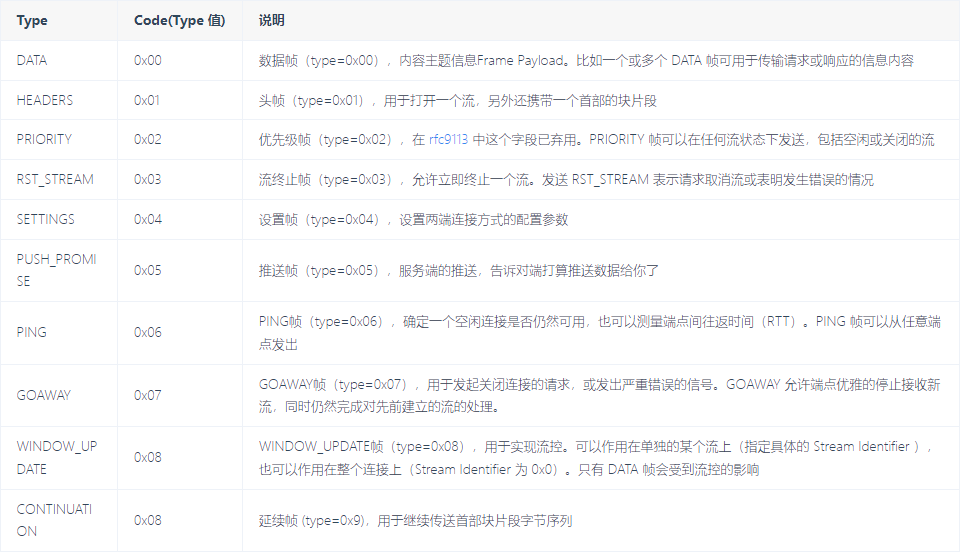 Type Code(Type 值) 说明
DATA 0x00 数据帧（type=0x00），内容主题信息Frame Payload。比如一个或多个 DATA 帧可用于传输请求或响应的信息内容
HEADERS 0x01 头帧（type=0x01），用于打开一个流，另外还携带一个首部的块片段
PRIORITY 0x02 优先级帧（type=0x02），在 rfc9113 中这个字段已弃用。PRIORITY 帧可以在任何流状态下发送，包括空闲或关闭的流
RST_STREAM 0x03 流终止帧（type=0x03），允许立即终止一个流。发送 RST_STREAM 表示请求取消流或表明发生错误的情况
SETTINGS 0x04 设置帧（type=0x04），设置两端连接方式的配置参数
PUSH_PROMI
SE
0x05 推送帧（type=0x05），服务端的推送，告诉对端打算推送数据给你了
PING 0x06 PING帧（type=0x06），确定一个空闲连接是否仍然可用，也可以测量端点间往返时间（RTT）。PING 帧可以从任意端
点发出
GOAWAY 0x07 GOAWAY帧（type=0x07），用于发起关闭连接的请求，或发出严重错误的信号。GOAWAY 允许端点优雅的停止接收新
流，同时仍然完成对先前建立的流的处理。
WINDOW_UP
DATE
0x08 WINDOW_UPDATE帧（type=0x08），用于实现流控。可以作用在单独的某个流上（指定具体的 Stream Identifier ），
也可以作用在整个连接上（Stream Identifier 为 0x0）。只有 DATA 帧会受到流控的影响
CONTINUATI
ON
0x08 延续帧 (type=0x9)，用于继续传送首部块片段字节序列